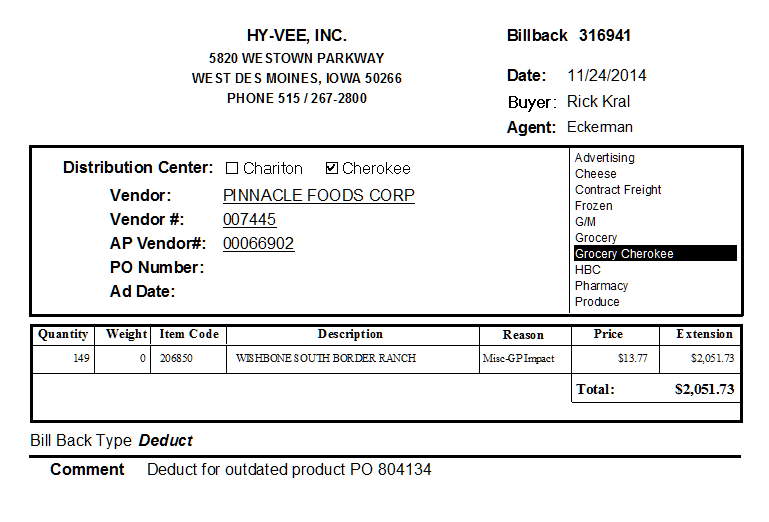 HY-VEE, INC.
5820 WESTOWN PARKWAY
WEST DES MOINES, IOWA 50266
PHONE 515 / 267-2800
Billback 316941
Date: 11/24/2014
Buyer: Rick Kral
Agent: Eckerman
Distribution Center: Chariton Cherokee
Vendor: PINNACLE FOODS CORP
Vendor #: 007445
AP Vendor#: 00066902
PO Number:
Ad Date:
Advertising
Cheese
Contract Freight
Frozen
G/M
Grocery
Grocery Cherokee
HBC
Pharmacy
Produce
Quantity Weight Item Code Description Reason Price Extension
149 0 206850 WISHBONE SOUTH BORDER RANCH Misc-GP Impact $13.77 $2,051.73
Total: $2,051.73
Bill Back Type Deduct
Comment Deduct for outdated product PO 804134